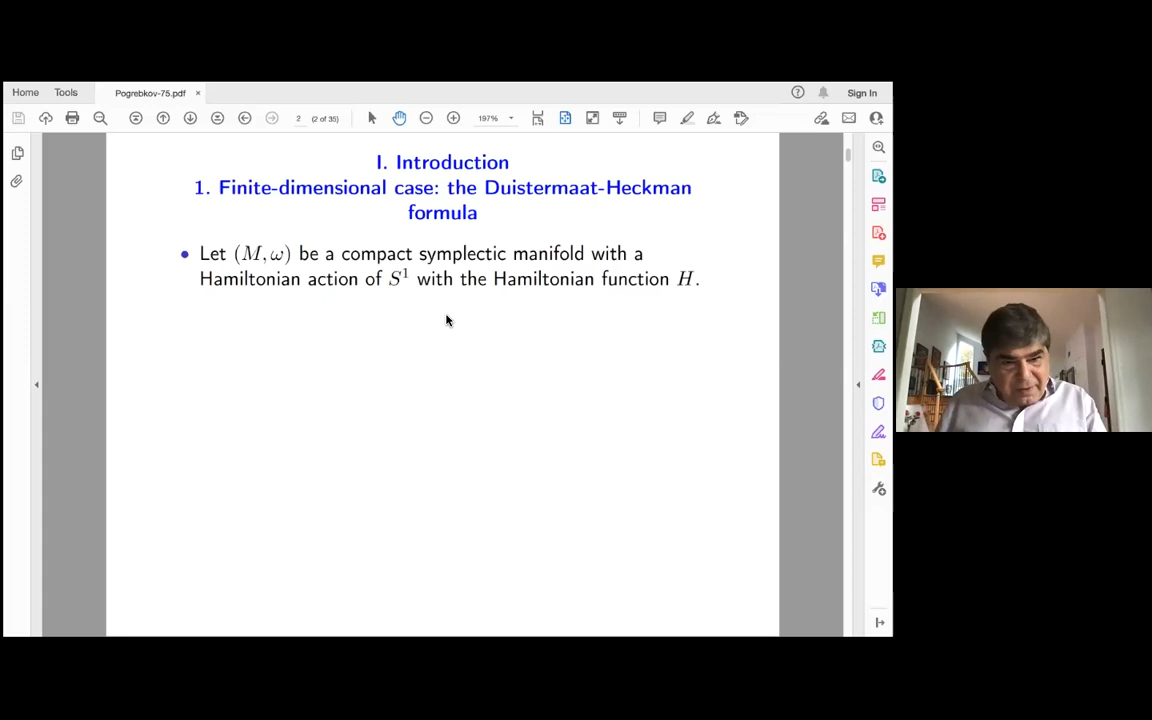 Home Tools Pogrebkov-75.pdf × Sign In
2 (2 of 35) 197%
I. Introduction
1. Finite-dimensional case: the Duistermaat-Heckman
formula
• Let (M, ω) be a compact symplectic manifold with a
Hamiltonian action of S¹ with the Hamiltonian function H.